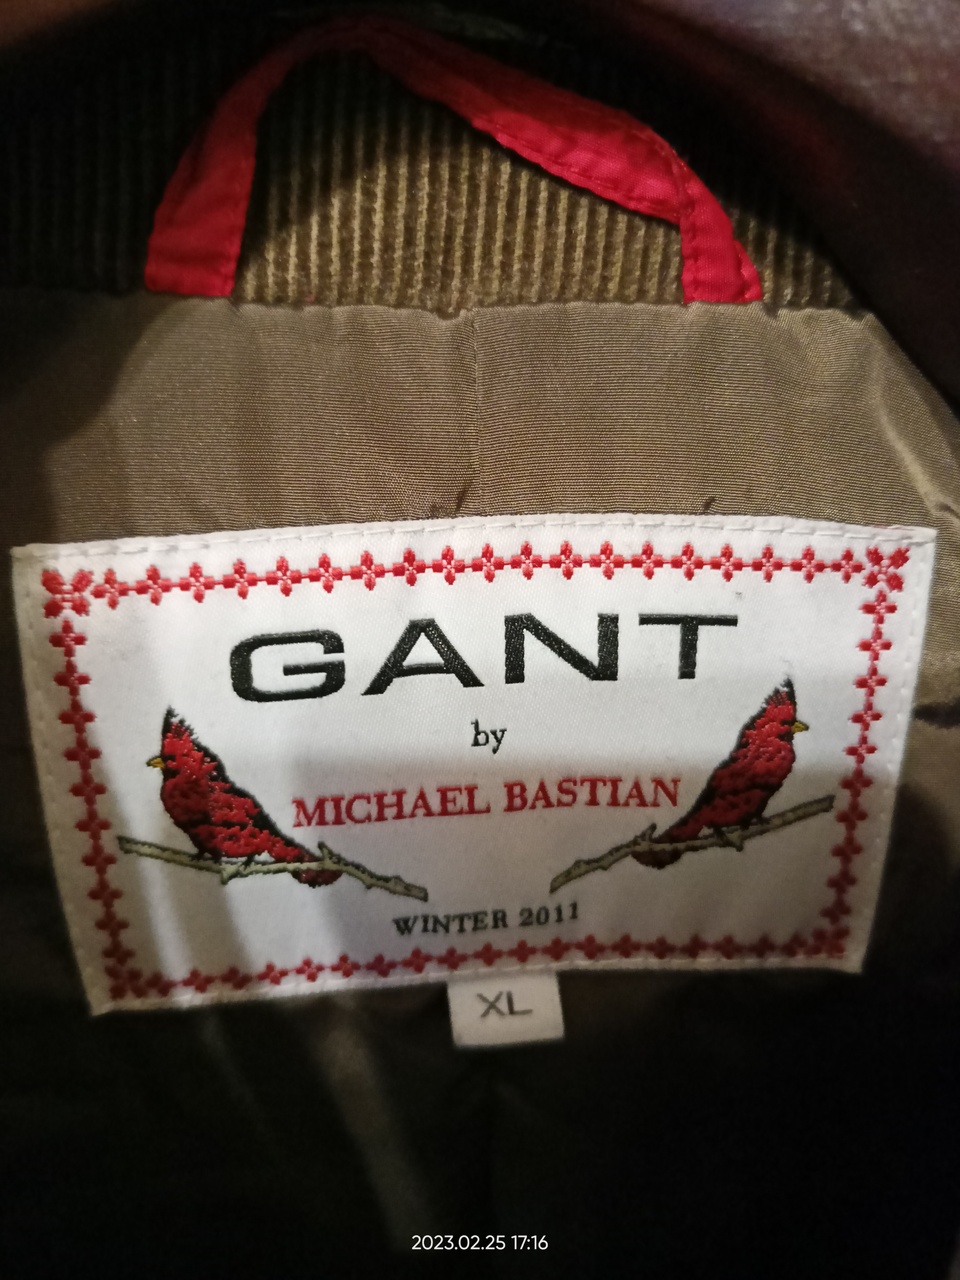 GANT
by
MICHAEL BASTIAN
WINTER 2011
XL
2023.02.25 17:16